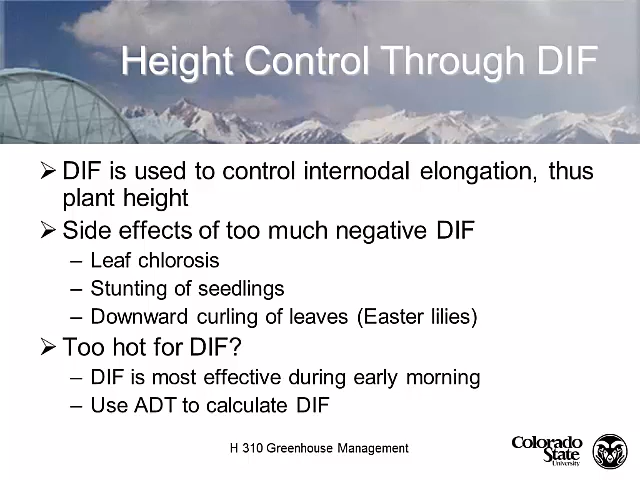 Height Control Through DIF
➢ DIF is used to control internodal elongation, thus
plant height
➢ Side effects of too much negative DIF
– Leaf chlorosis
– Stunting of seedlings
– Downward curling of leaves (Easter lilies)
➢ Too hot for DIF?
– DIF is most effective during early morning
– Use ADT to calculate DIF
H 310 Greenhouse Management
Colorado
State
University